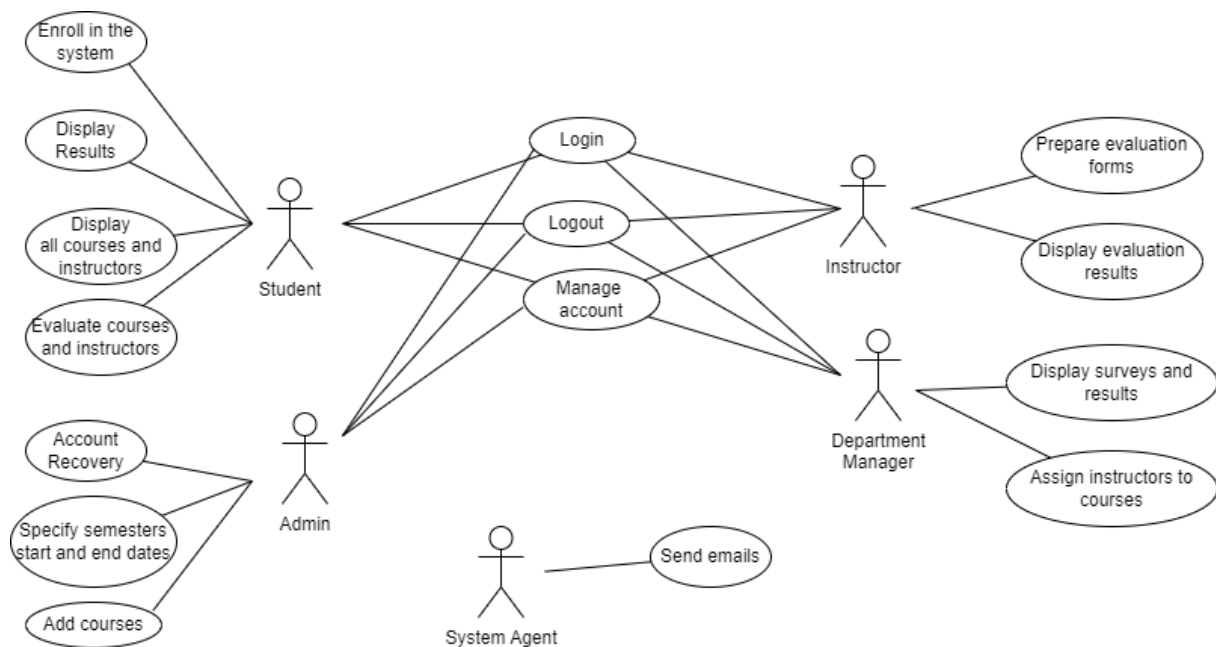 Enroll in the
system
Display
Results
Display
all courses and
instructors
Evaluate courses
and instructors
Student
Login
Logout
Manage
account
Instructor
Prepare evaluation
forms
Display evaluation
results
Account
Recovery
Specify semesters
start and end dates
Add courses
Admin
Department
Manager
Display surveys and
results
Assign instructors to
courses
System Agent
Send emails